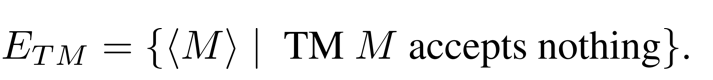 E_{TM} = {⟨M⟩ | TM M accepts nothing}.